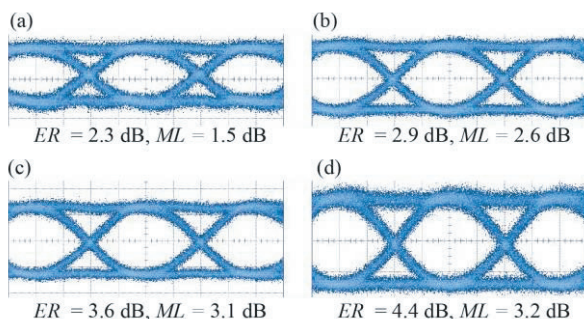 (a)
(b)
ER = 2.3 dB, ML = 1.5 dB
ER = 2.9 dB, ML = 2.6 dB
(c)
(d)
ER = 3.6 dB, ML = 3.1 dB
ER = 4.4 dB, ML = 3.2 dB